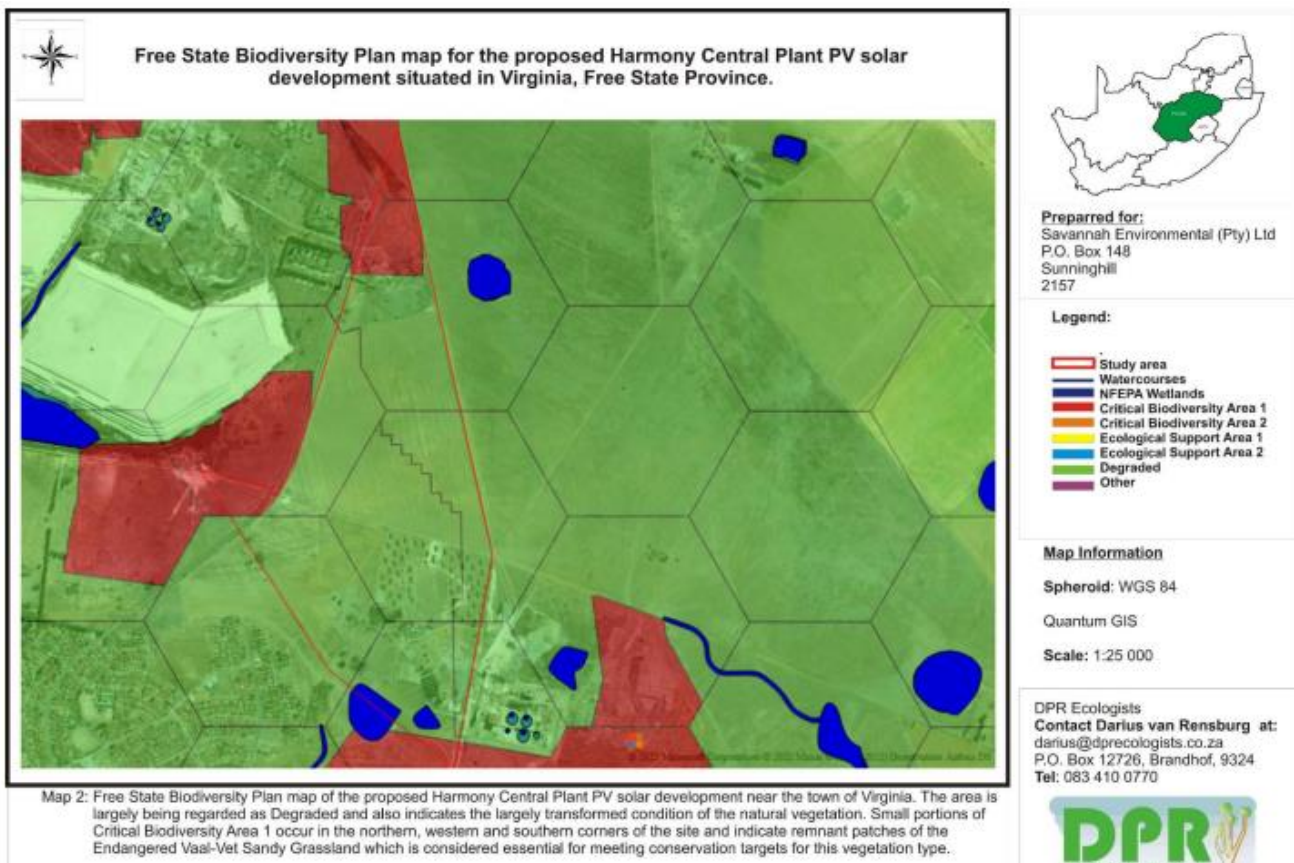 Free State Biodiversity Plan map for the proposed Harmony Central Plant PV solar
development situated in Virginia, Free State Province.
Preparred for:
Savannah Environmental (Pty) Ltd
P.O. Box 148
Sunninghill
2157
Legend:
Study area
Watercourses
NFEPA Wetlands
Critical Biodiversity Area 1
Critical Biodiversity Area 2
Ecological Support Area 1
Ecological Support Area 2
Degraded
Other
Map Information
Spheroid: WGS 84
Quantum GIS
Scale: 1:25 000
DPR Ecologists
Contact Darius van Rensburg at:
darius@dprecologists.co.za
P.O. Box 12726, Brandhof, 9324
Tel: 083 410 0770
DPR
Map 2: Free State Biodiversity Plan map of the proposed Harmony Central Plant PV solar development near the town of Virginia. The area is
largely being regarded as Degraded and also indicates the largely transformed condition of the natural vegetation. Small portions of
Critical Biodiversity Area 1 occur in the northern, western and southern corners of the site and indicate remnant patches of the
Endangered Vaal-Vet Sandy Grassland which is considered essential for meeting conservation targets for this vegetation type.